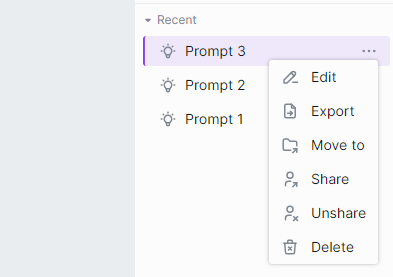 Recent
Prompt 3
Prompt 2
Prompt 1
Edit
Export
Move to
Share
Unshare
Delete